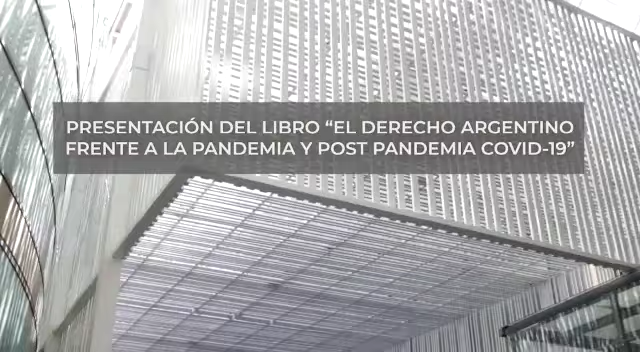 PRESENTACIÓN DEL LIBRO “EL DERECHO ARGENTINO
FRENTE A LA PANDEMIA Y POST PANDEMIA COVID-19”